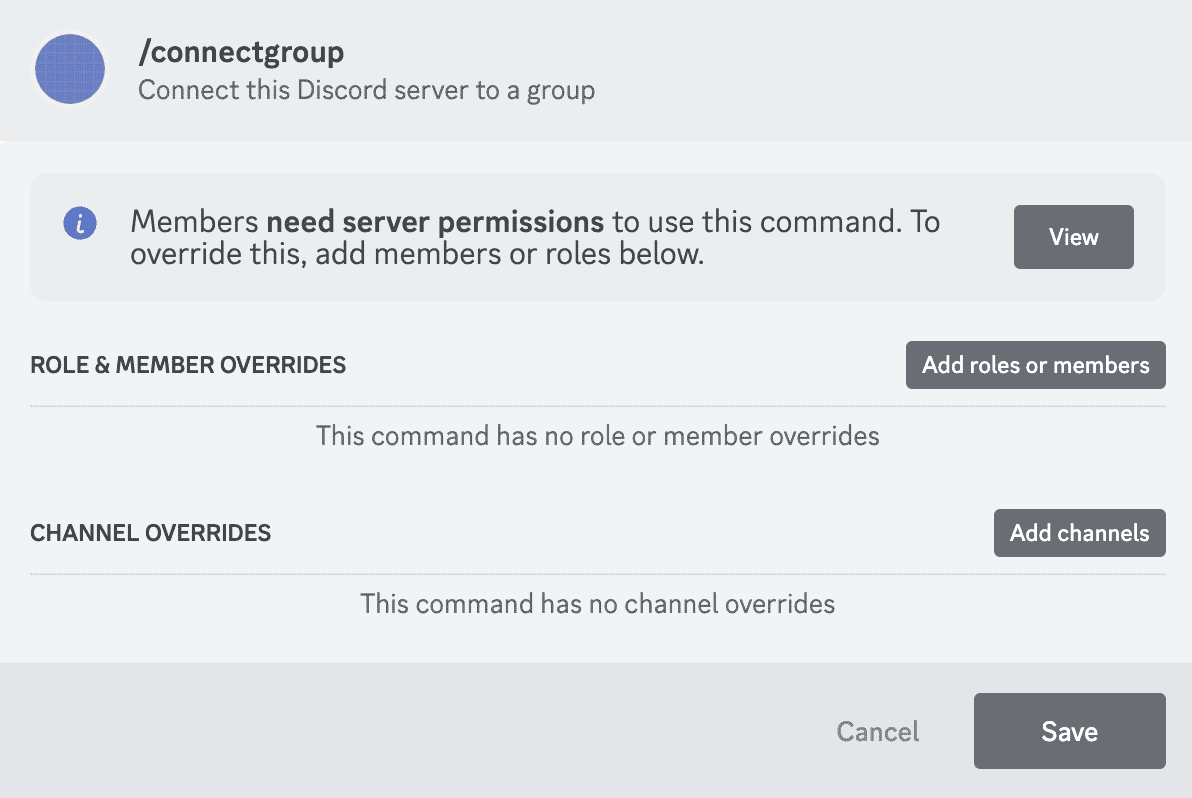 /connectgroup
Connect this Discord server to a group
i
Members need server permissions to use this command. To
override this, add members or roles below.
View
ROLE & MEMBER OVERRIDES
Add roles or members
This command has no role or member overrides
CHANNEL OVERRIDES
Add channels
This command has no channel overrides
Cancel
Save